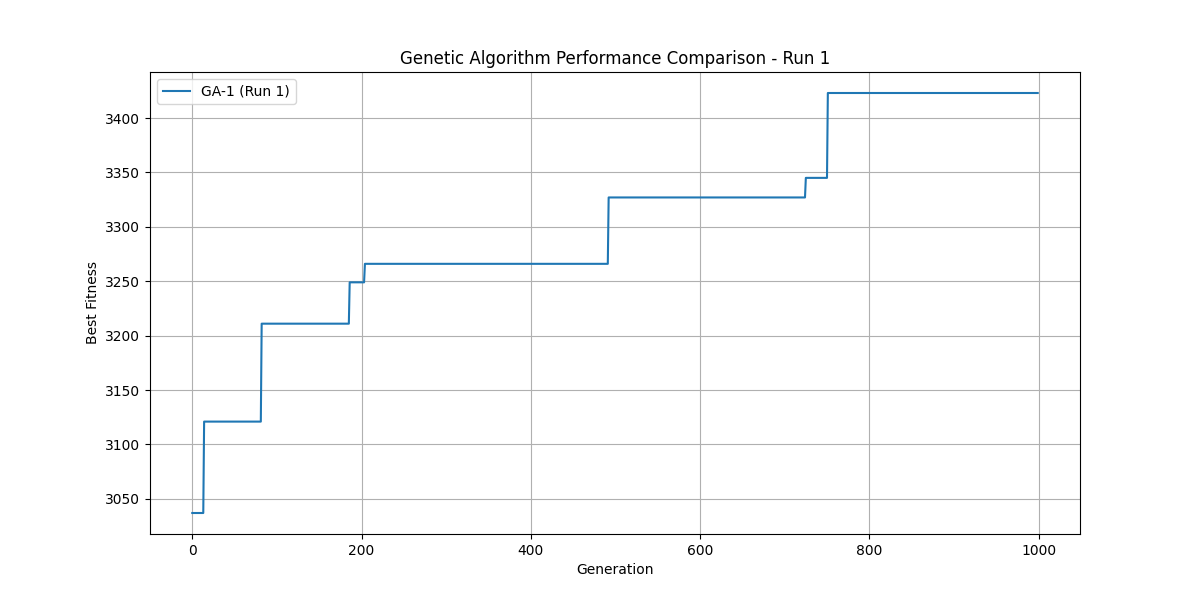 Genetic Algorithm Performance Comparison - Run 1
GA-1 (Run 1)
3400
3350
3300
3250
3200
3150
3100
3050
Best Fitness
0 200 400 600 800 1000
Generation